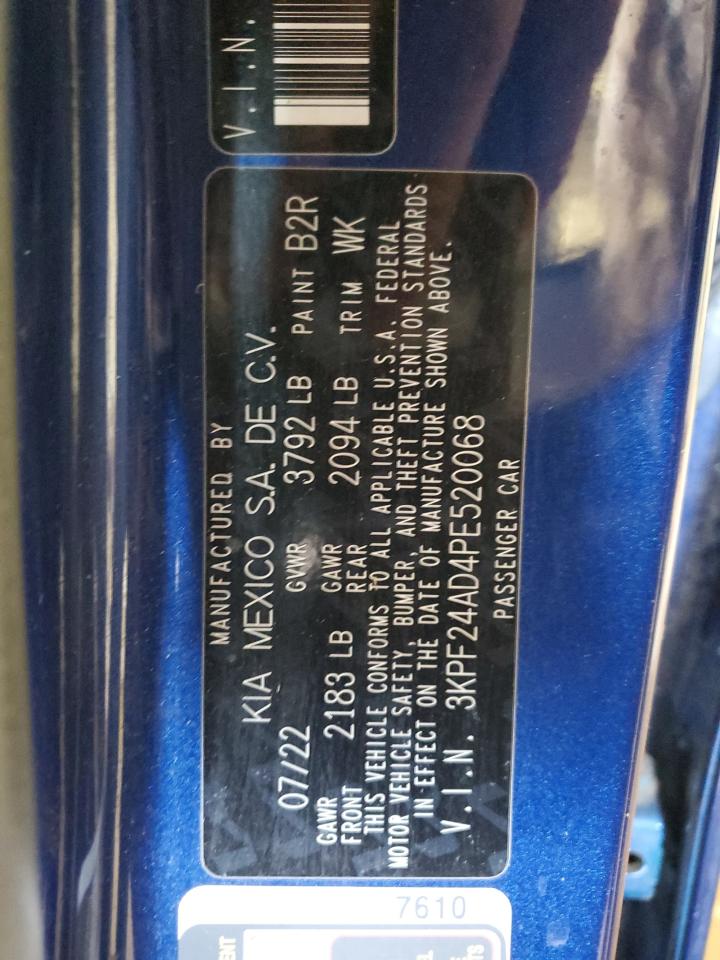 V.I.N.
MANUFACTURED BY
KIA MEXICO S.A. DE C.V.
07/22 GVWR 3792 LB PAINT B2R
GAWR FRONT 2183 LB GAWR REAR 2094 LB TRIM WK
THIS VEHICLE CONFORMS TO ALL APPLICABLE U.S.A. FEDERAL
MOTOR VEHICLE SAFETY, BUMPER, AND THEFT PREVENTION STANDARDS
IN EFFECT ON THE DATE OF MANUFACTURE SHOWN ABOVE.
V.I.N. 3KPF24AD4PE520068
PASSENGER CAR
7610